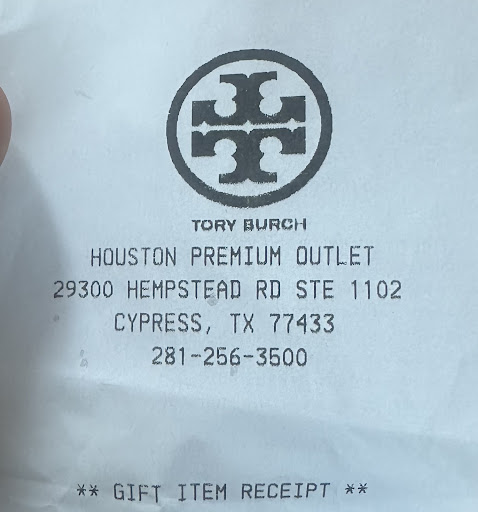 TORY BURCH
HOUSTON PREMIUM OUTLET
29300 HEMPSTEAD RD STE 1102
CYPRESS, TX 77433
281-256-3500
** GIFT ITEM RECEIPT **